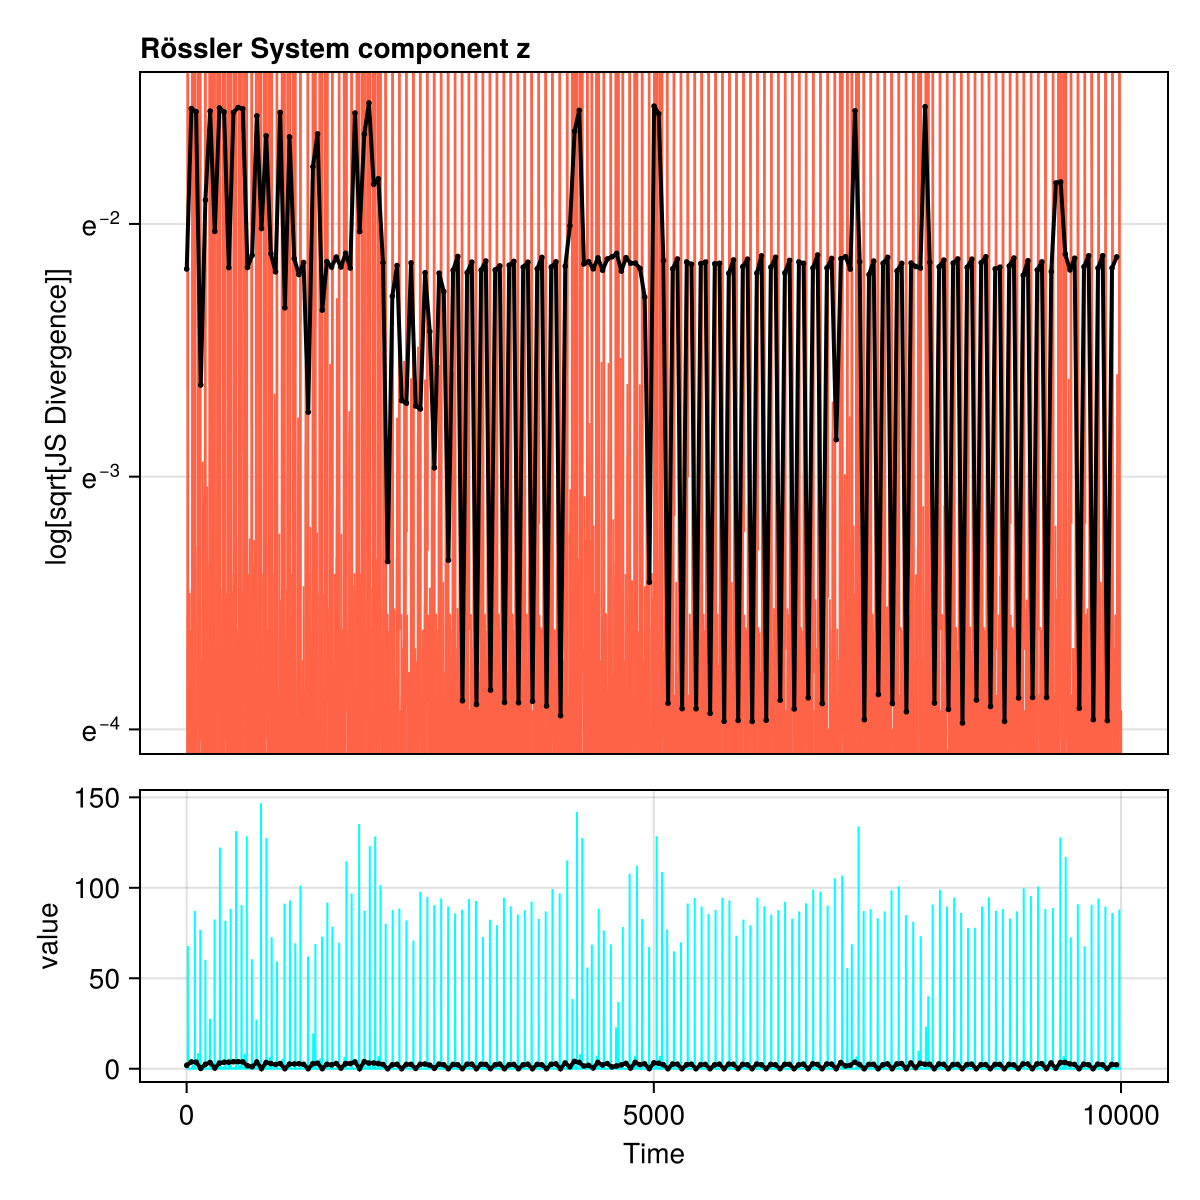 Rössler System component z
log[sqrt[JS Divergence]]
e⁻²
e⁻³
e⁻⁴
value
150
100
50
0
0 5000 10000
Time